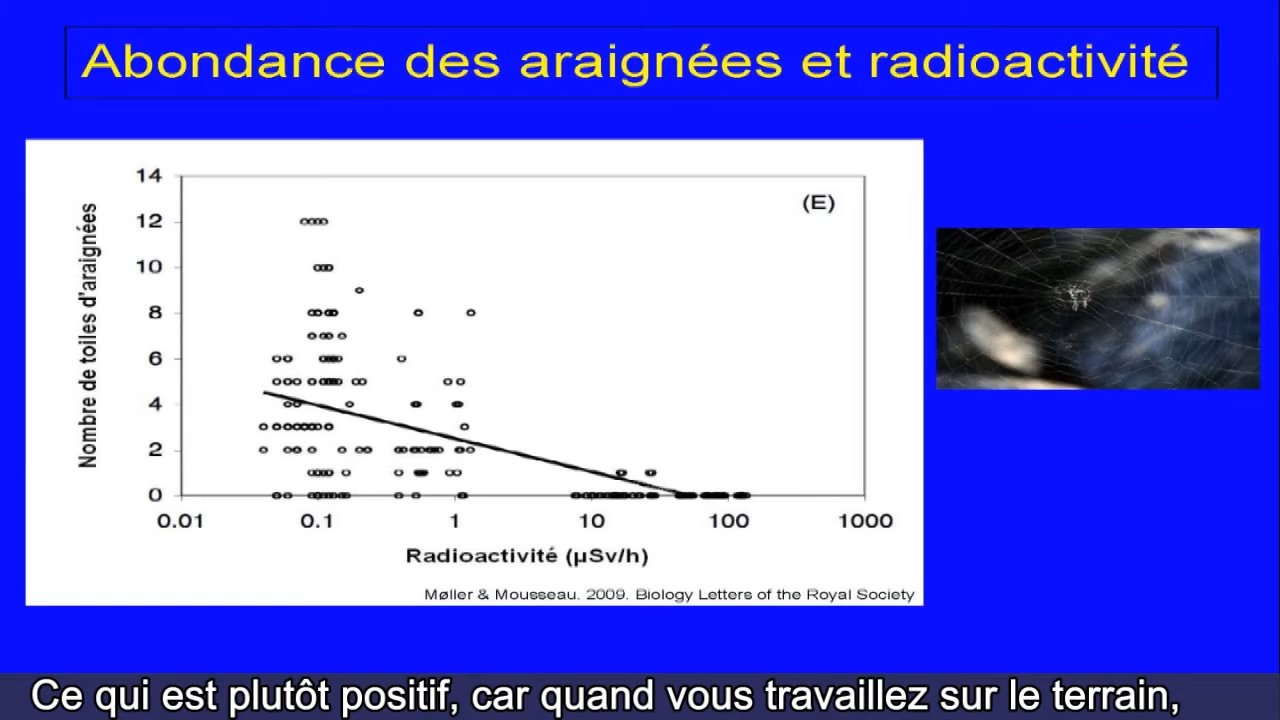 Abondance des araignées et radioactivité
14
12
10
8
6
4
2
0
(E)
Nombre de toiles d'araignées
0.01 0.1 1 10 100 1000
Radioactivité (µSv/h)
Møller & Mousseau. 2009. Biology Letters of the Royal Society
Ce qui est plutôt positif, car quand vous travaillez sur le terrain,